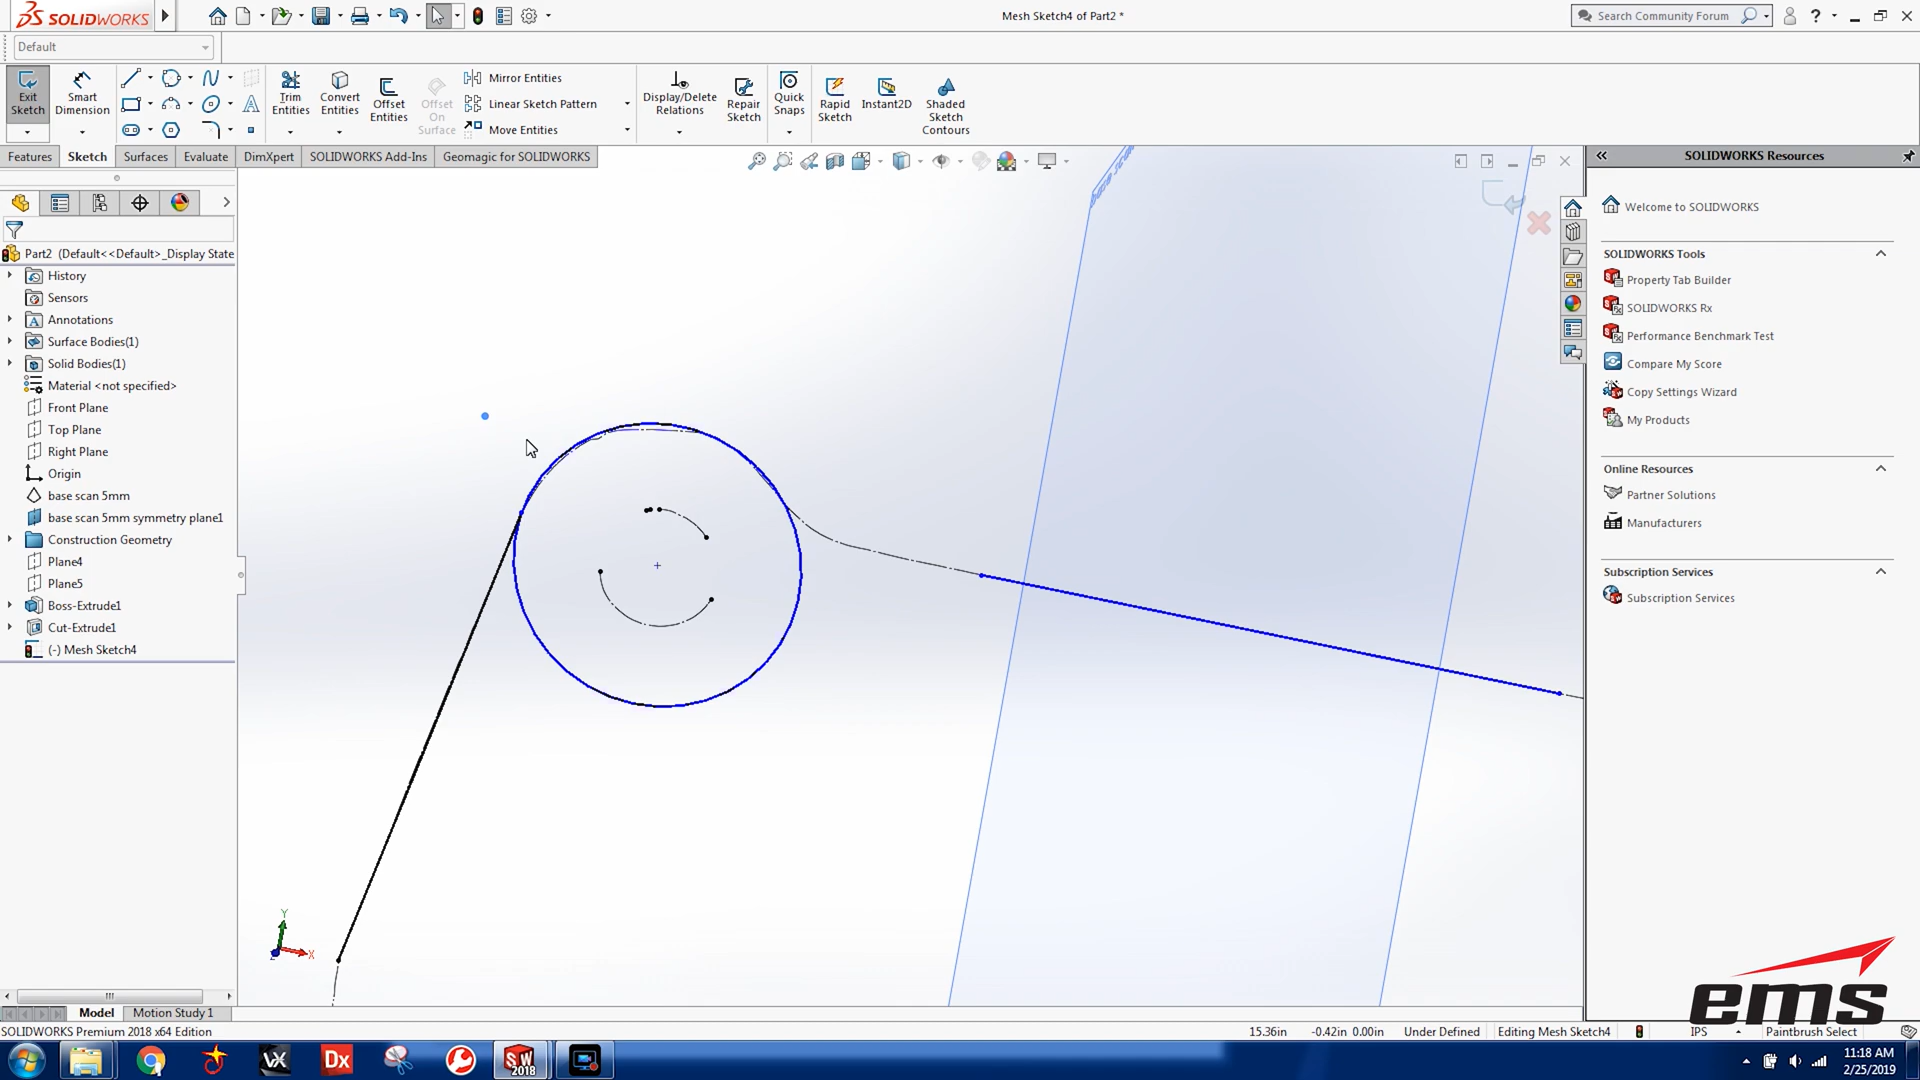 SOLIDWORKS
Mesh Sketch4 of Part2 *
Search Community Forum
Default
Exit Sketch
Smart Dimension
Trim Entities
Convert Entities
Offset Entities
Offset On Surface
Mirror Entities
Linear Sketch Pattern
Move Entities
Display/Delete Relations
Repair Sketch
Quick Snaps
Rapid Sketch
Instant2D
Shaded Sketch Contours
Features
Sketch
Surfaces
Evaluate
DimXpert
SOLIDWORKS Add-Ins
Geomagic for SOLIDWORKS
SOLIDWORKS Resources
Part2 (Default<<Default>_Display State
History
Sensors
Annotations
Surface Bodies(1)
Solid Bodies(1)
Material <not specified>
Front Plane
Top Plane
Right Plane
Origin
base scan 5mm
base scan 5mm symmetry plane1
Construction Geometry
Plane4
Plane5
Boss-Extrude1
Cut-Extrude1
(-) Mesh Sketch4
Y
X
Z
Welcome to SOLIDWORKS
SOLIDWORKS Tools
Property Tab Builder
SOLIDWORKS Rx
Performance Benchmark Test
Compare My Score
Copy Settings Wizard
My Products
Online Resources
Partner Solutions
Manufacturers
Subscription Services
Subscription Services
ems
Model
Motion Study 1
SOLIDWORKS Premium 2018 x64 Edition
15.36in
-0.42in 0.00in
Under Defined
Editing Mesh Sketch4
IPS
Paintbrush Select
VX
Dx
SW
2018
11:18 AM
2/25/2019